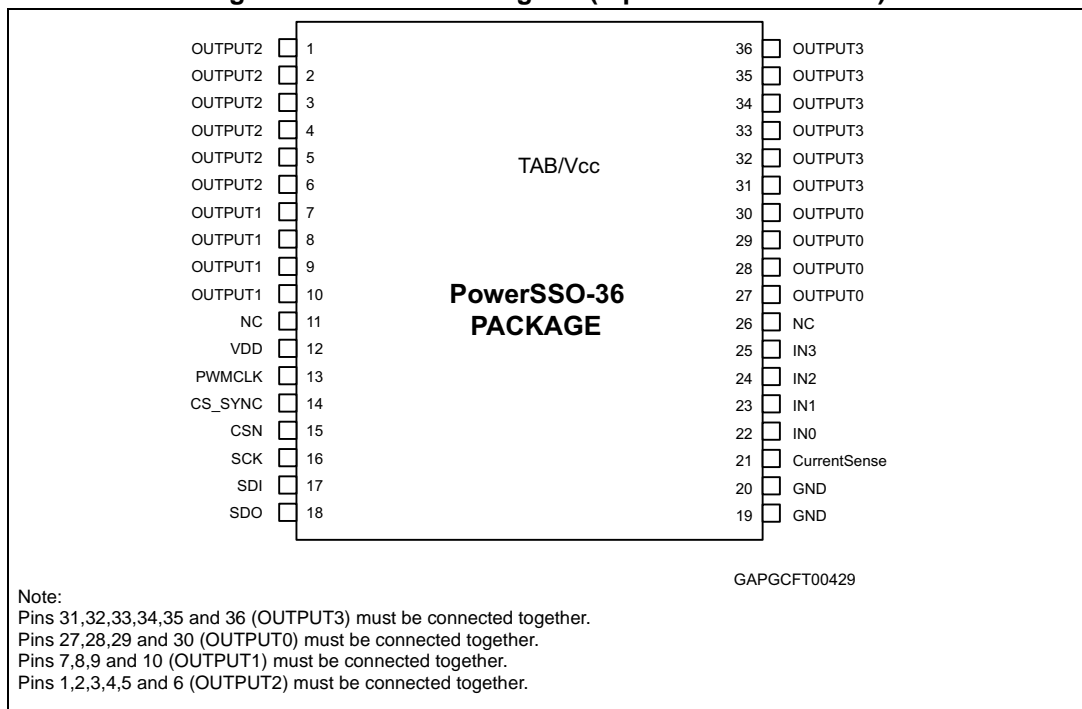 OUTPUT2 1 36 OUTPUT3
OUTPUT2 2 35 OUTPUT3
OUTPUT2 3 34 OUTPUT3
OUTPUT2 4 33 OUTPUT3
OUTPUT2 5 32 OUTPUT3
TAB/Vcc
OUTPUT2 6 31 OUTPUT3
OUTPUT1 7 30 OUTPUT0
OUTPUT1 8 29 OUTPUT0
OUTPUT1 9 28 OUTPUT0
OUTPUT1 10 27 OUTPUT0
PowerSSO-36
PACKAGE
NC 11 26 NC
VDD 12 25 IN3
PWMCLK 13 24 IN2
CS_SYNC 14 23 IN1
CSN 15 22 IN0
SCK 16 21 CurrentSense
SDI 17 20 GND
SDO 18 19 GND
GAPGCFT00429
Note:
Pins 31,32,33,34,35 and 36 (OUTPUT3) must be connected together.
Pins 27,28,29 and 30 (OUTPUT0) must be connected together.
Pins 7,8,9 and 10 (OUTPUT1) must be connected together.
Pins 1,2,3,4,5 and 6 (OUTPUT2) must be connected together.